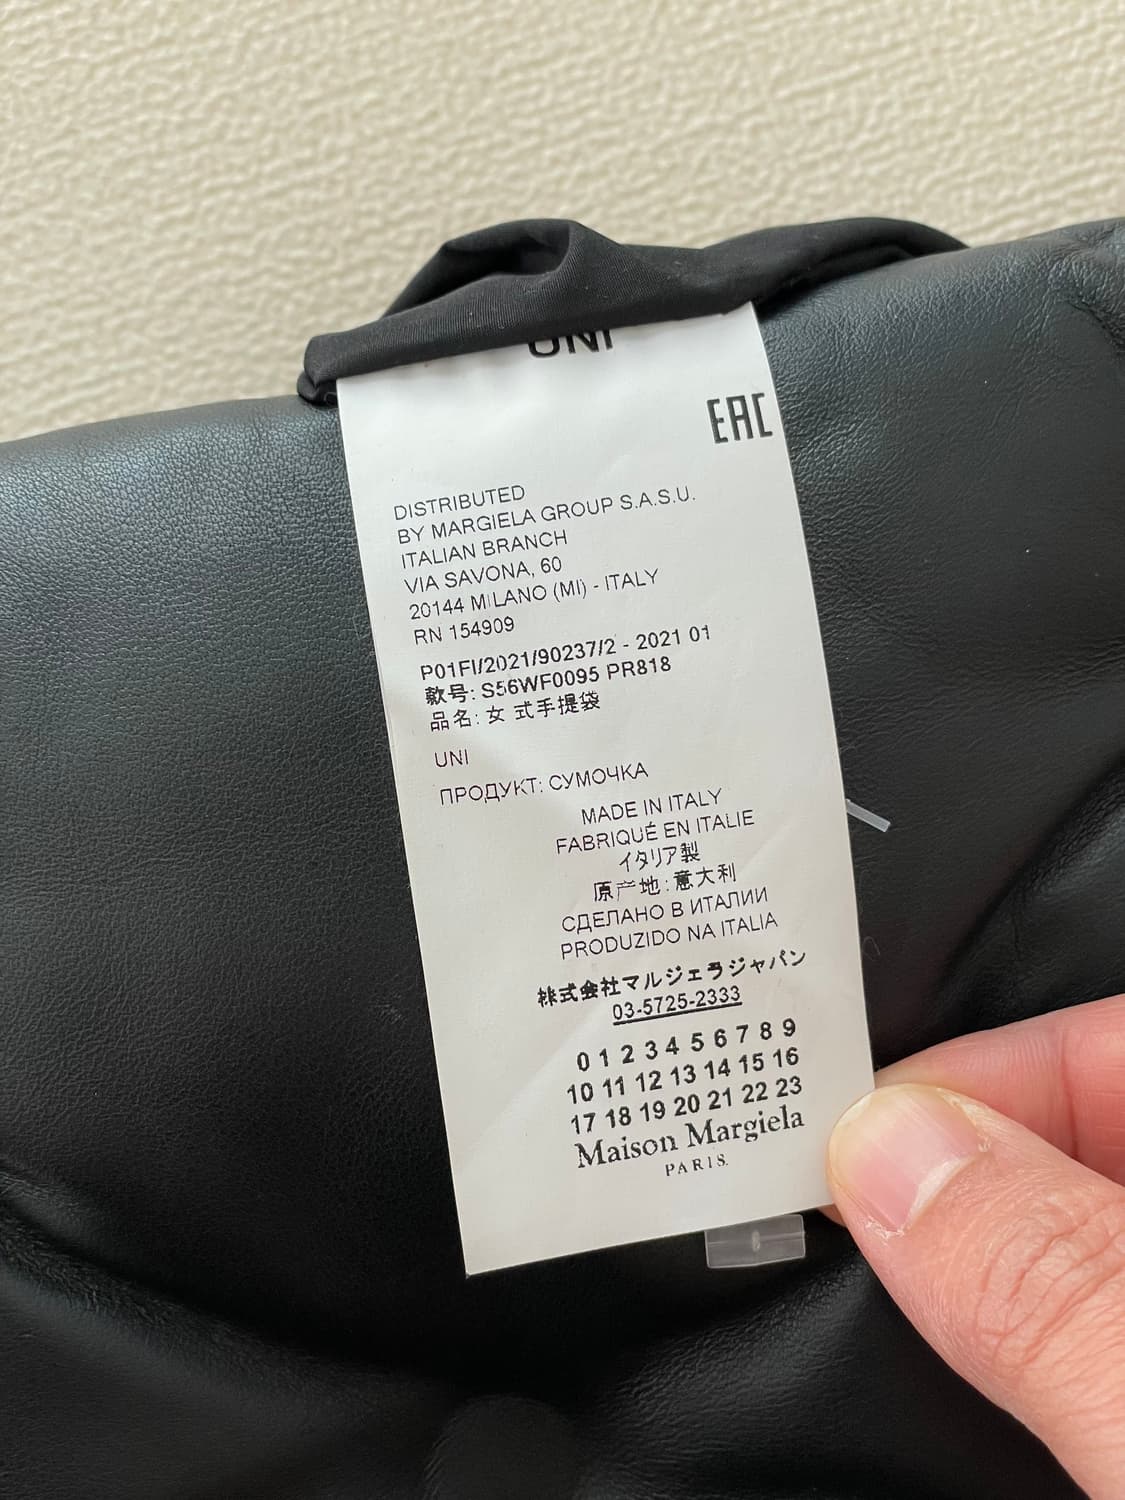 UNI
EAC
DISTRIBUTED
BY MARGIELA GROUP S.A.S.U.
ITALIAN BRANCH
VIA SAVONA, 60
20144 MILANO (MI) - ITALY
RN 154909
P01FI/2021/90237/2 - 2021 01
款号: S56WF0095 PR818
品名: 女 式手提袋
UNI
ПРОДУКТ: СУМОЧКА
MADE IN ITALY
FABRIQUÉ EN ITALIE
イタリア製
原产地: 意大利
СДЕЛАНО В ИТАЛИИ
PRODUZIDO NA ITALIA
株式会社マルジェラジャパン
03-5725-2333
0 1 2 3 4 5 6 7 8 9
10 11 12 13 14 15 16
17 18 19 20 21 22 23
Maison Margiela
PARIS